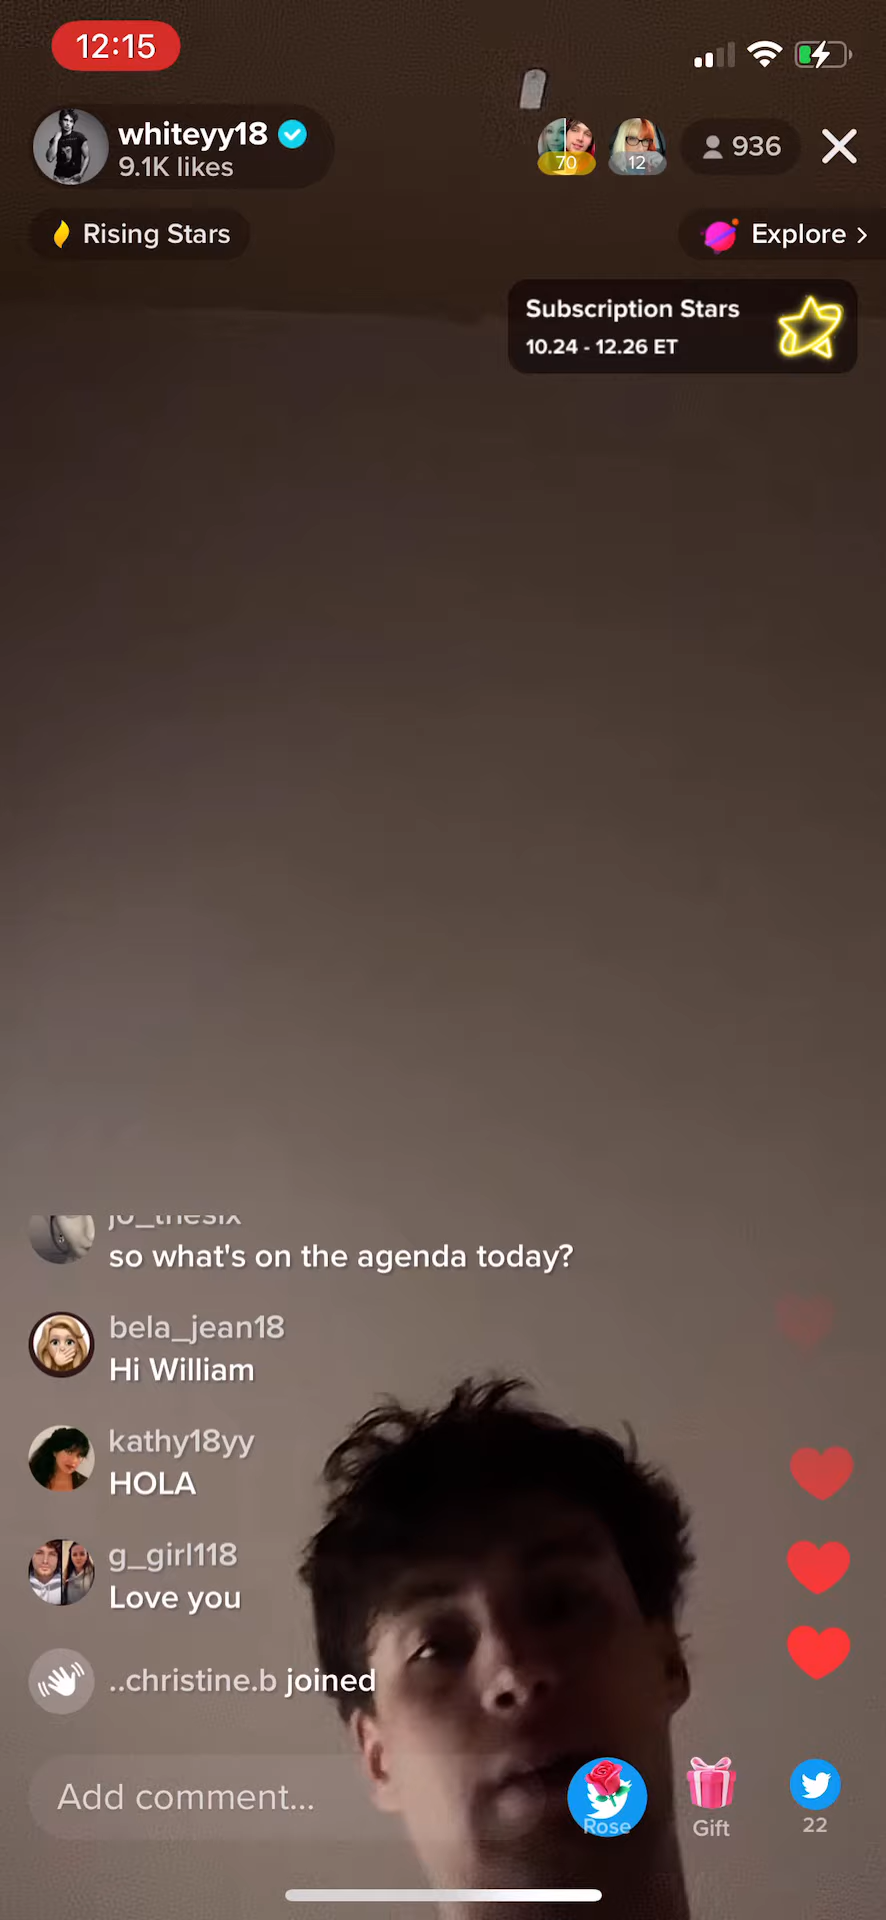 12:15
whiteyy18
9.1K likes
70
12
936
Rising Stars
Explore >
Subscription Stars
10.24 - 12.26 ET
jo_thesix
so what's on the agenda today?
bela_jean18
Hi William
kathy18yy
HOLA
g_girl118
Love you
..christine.b joined
Add comment...
Rose
Gift
22